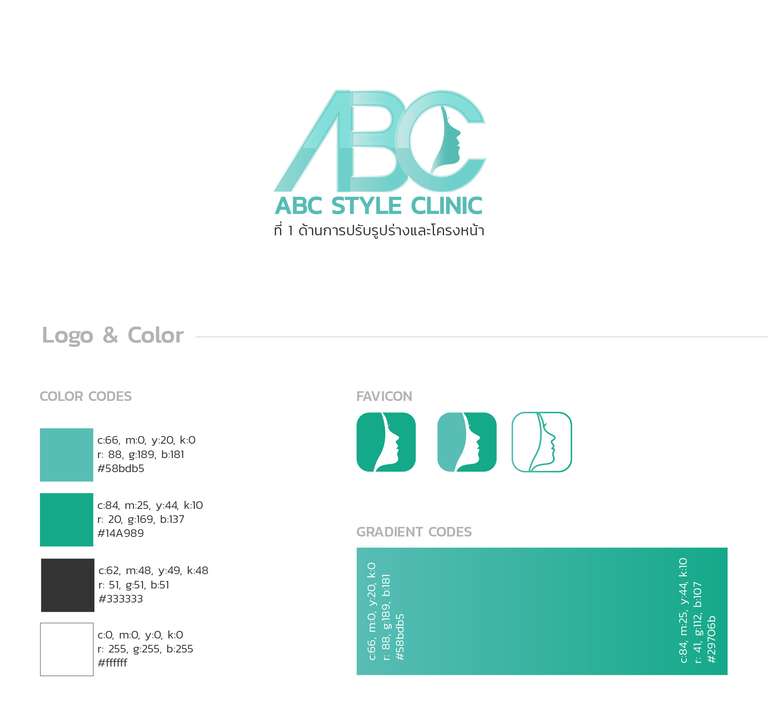 ABC
ABC STYLE CLINIC
ที่ 1 ด้านการปรับรูปร่างและโครงหน้า
Logo & Color
COLOR CODES
c:66, m:0, y:20, k:0
r: 88, g:189, b:181
#58bdb5
c:84, m:25, y:44, k:10
r: 20, g:169, b:137
#14A989
c:62, m:48, y:49, k:48
r: 51, g:51, b:51
#333333
c:0, m:0, y:0, k:0
r: 255, g:255, b:255
#ffffff
FAVICON
GRADIENT CODES
c:66, m:0, y:20, k:0
r: 88, g:189, b:181
#58bdb5
c:84, m:25, y:44, k:10
r: 41, g:112, b:107
#29706b